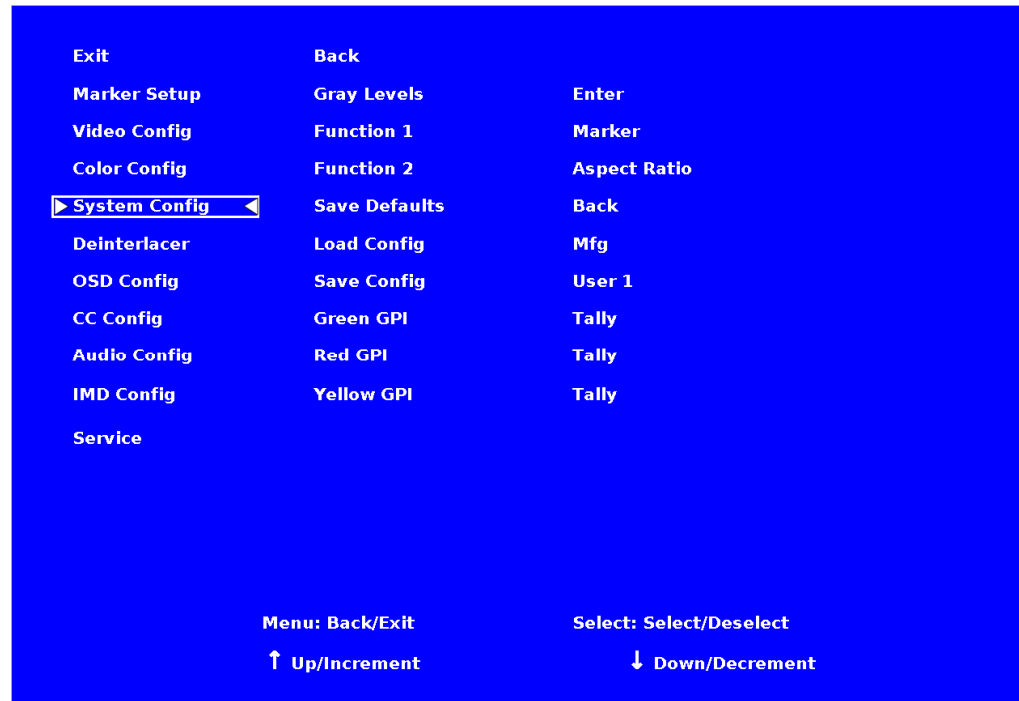 Exit Back
Marker Setup Gray Levels Enter
Video Config Function 1 Marker
Color Config Function 2 Aspect Ratio
System Config Save Defaults Back
Deinterlacer Load Config Mfg
OSD Config Save Config User 1
CC Config Green GPI Tally
Audio Config Red GPI Tally
IMD Config Yellow GPI Tally
Service
Menu: Back/Exit Select: Select/Deselect
↑ Up/Increment ↓ Down/Decrement